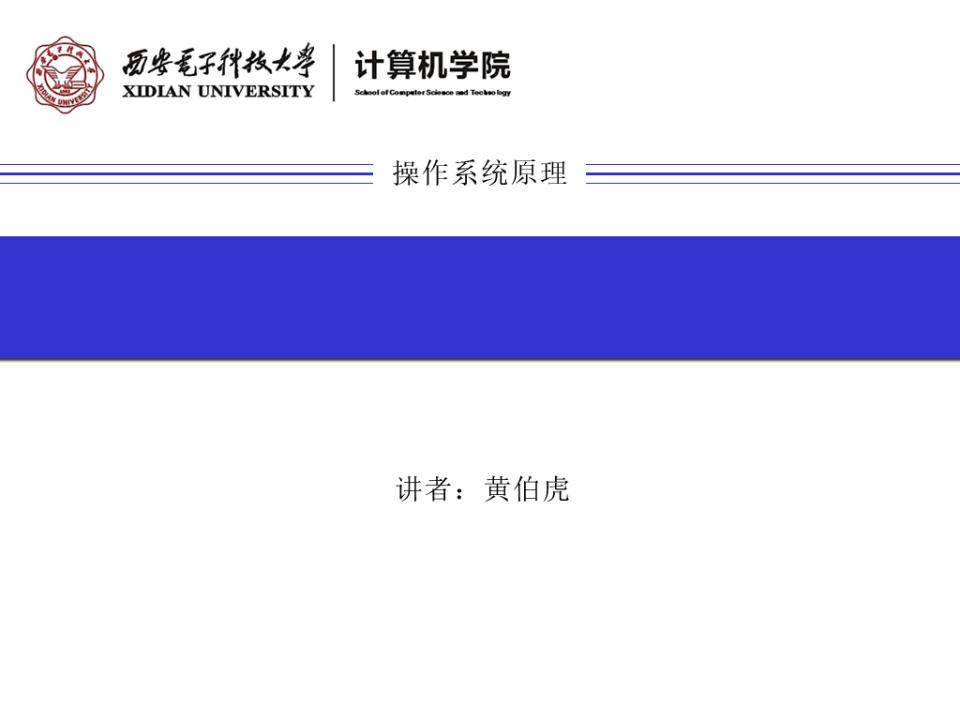 西安电子科技大学
XIDIAN UNIVERSITY
计算机学院
School of Computer Science and Technology
操作系统原理
讲者：黄伯虎